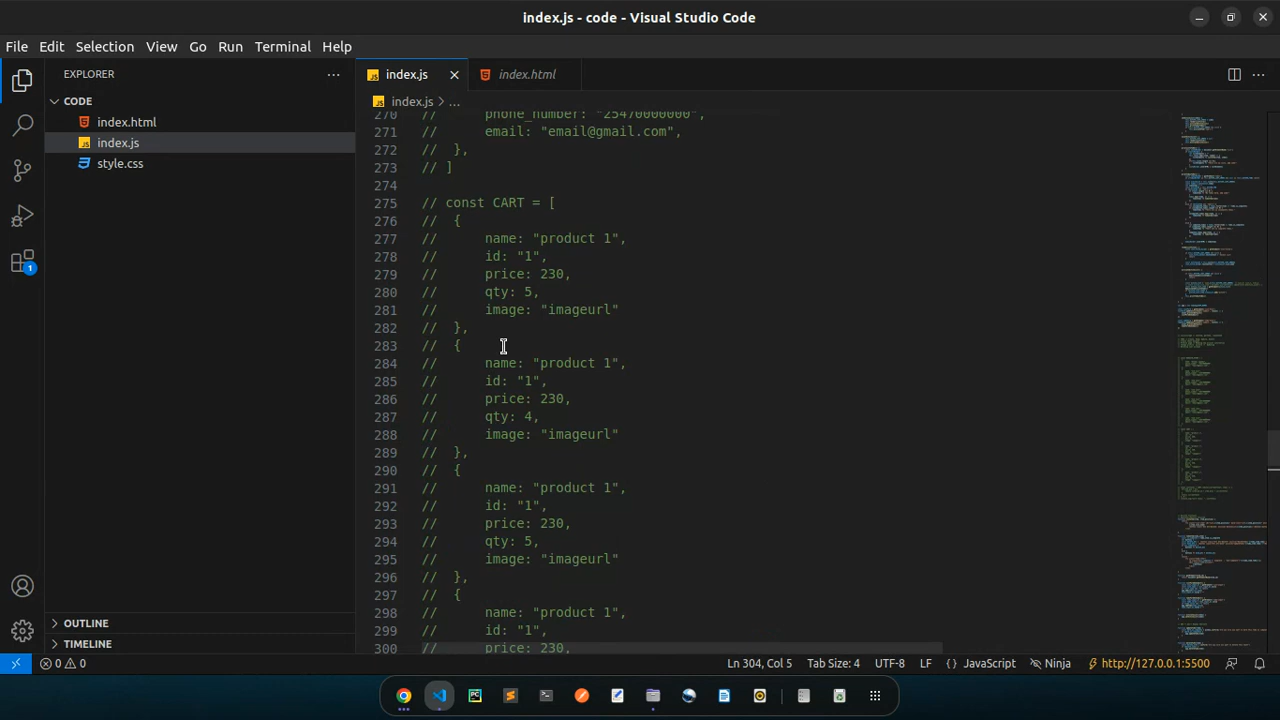 index.js - code - Visual Studio Code
File Edit Selection View Go Run Terminal Help
EXPLORER
index.js
index.html
CODE
index.js > ...
index.html
index.js
style.css
270 // phone_number: "25470000000",
271 // email: "email@gmail.com",
272 // },
273 // ]
274
275 // const CART = [
276 // {
277 // name: "product 1",
278 // id: "1",
279 // price: 230,
280 // qty: 5,
281 // image: "imageurl"
282 // },
283 // {
284 // name: "product 1",
285 // id: "1",
286 // price: 230,
287 // qty: 4,
288 // image: "imageurl"
289 // },
290 // {
291 // name: "product 1",
292 // id: "1",
293 // price: 230,
294 // qty: 5,
295 // image: "imageurl"
296 // },
297 // {
298 // name: "product 1",
299 // id: "1",
300 // price: 230,
1
OUTLINE
TIMELINE
0 0
Ln 304, Col 5 Tab Size: 4 UTF-8 LF {} JavaScript Ninja http://127.0.0.1:5500